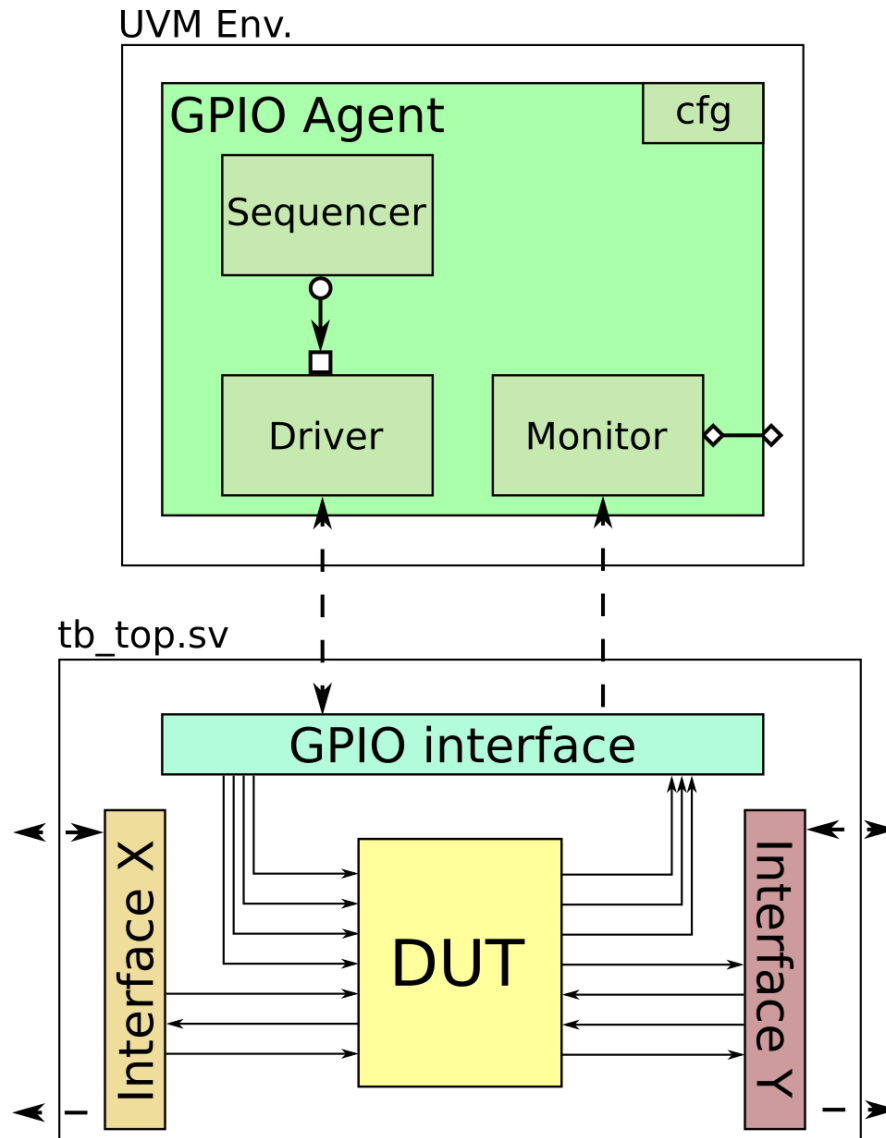 UVM Env.
GPIO Agent
cfg
Sequencer
Driver
Monitor
tb_top.sv
GPIO interface
Interface X
DUT
Interface Y